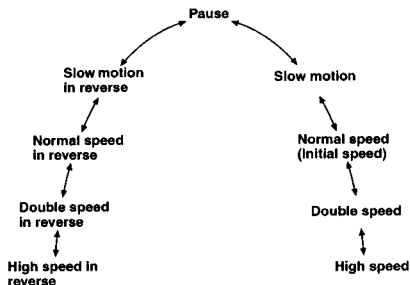 Pause
Slow motion
in reverse
Slow motion
Normal speed
in reverse
Normal speed
(Initial speed)
Double speed
in reverse
Double speed
High speed in
reverse
High speed